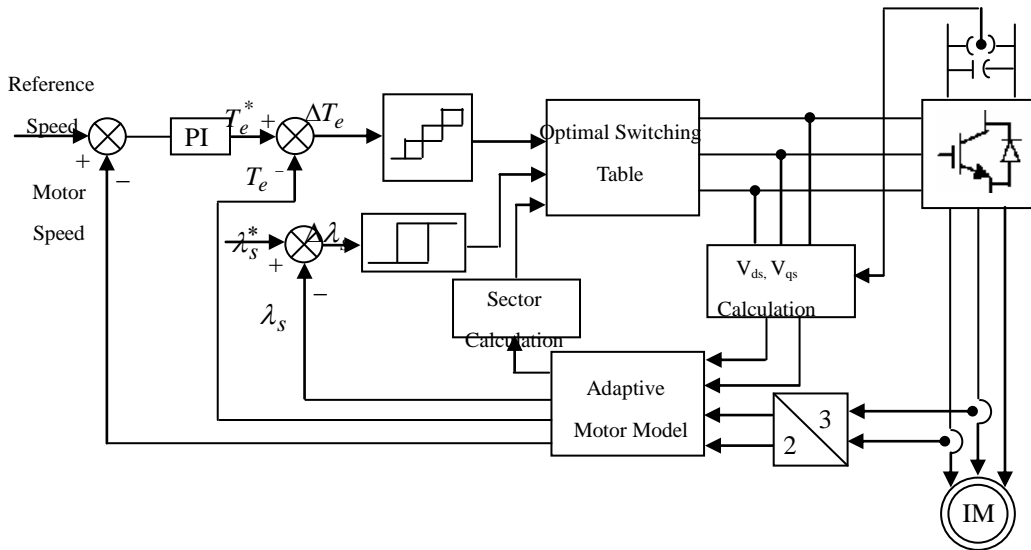 Reference
Speed
+
−
Motor
Speed
PI
T_e^*
+
ΔT_e
T_e
−
λ_s^*
+
Δλ_s
−
λ_s
Optimal Switching
Table
Sector
Calculation
V_ds, V_qs
Calculation
Adaptive
Motor Model
3
2
IM